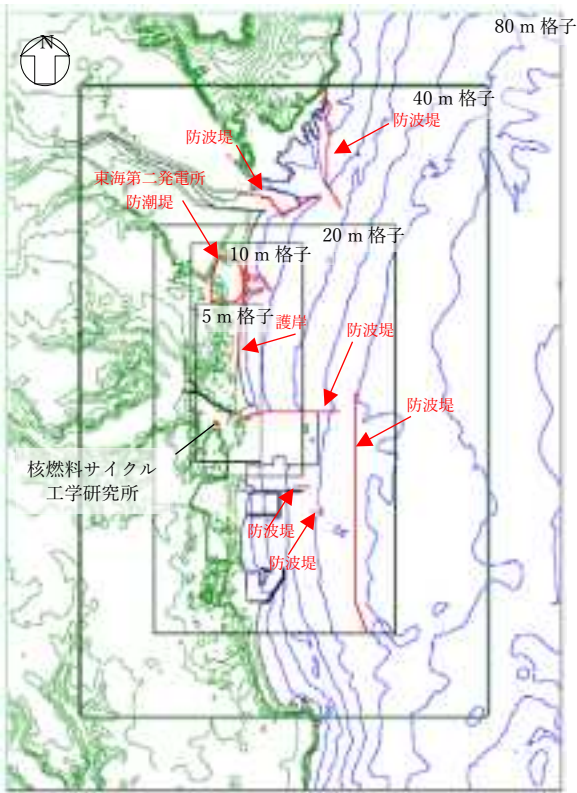 80 m 格子
N
40 m 格子
防波堤
防波堤
東海第二発電所
防潮堤
20 m 格子
10 m 格子
5 m 格子
護岸
防波堤
防波堤
核燃料サイクル
工学研究所
防波堤
防波堤